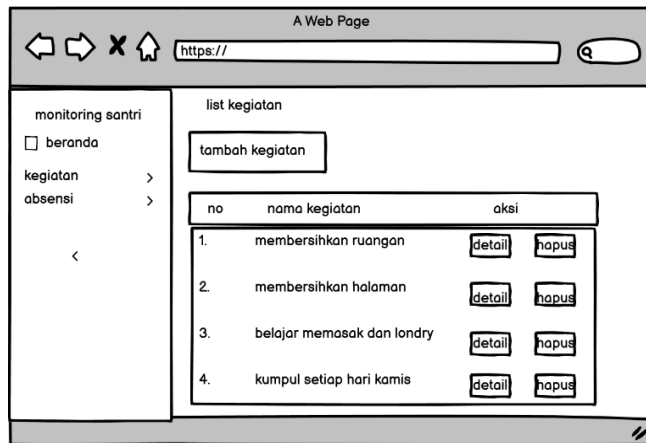 A Web Page
https://
monitoring santri
beranda
kegiatan
absensi
list kegiatan
tambah kegiatan
no nama kegiatan aksi
1. membersihkan ruangan detail hapus
2. membersihkan halaman detail hapus
3. belajar memasak dan londry detail hapus
4. kumpul setiap hari kamis detail hapus